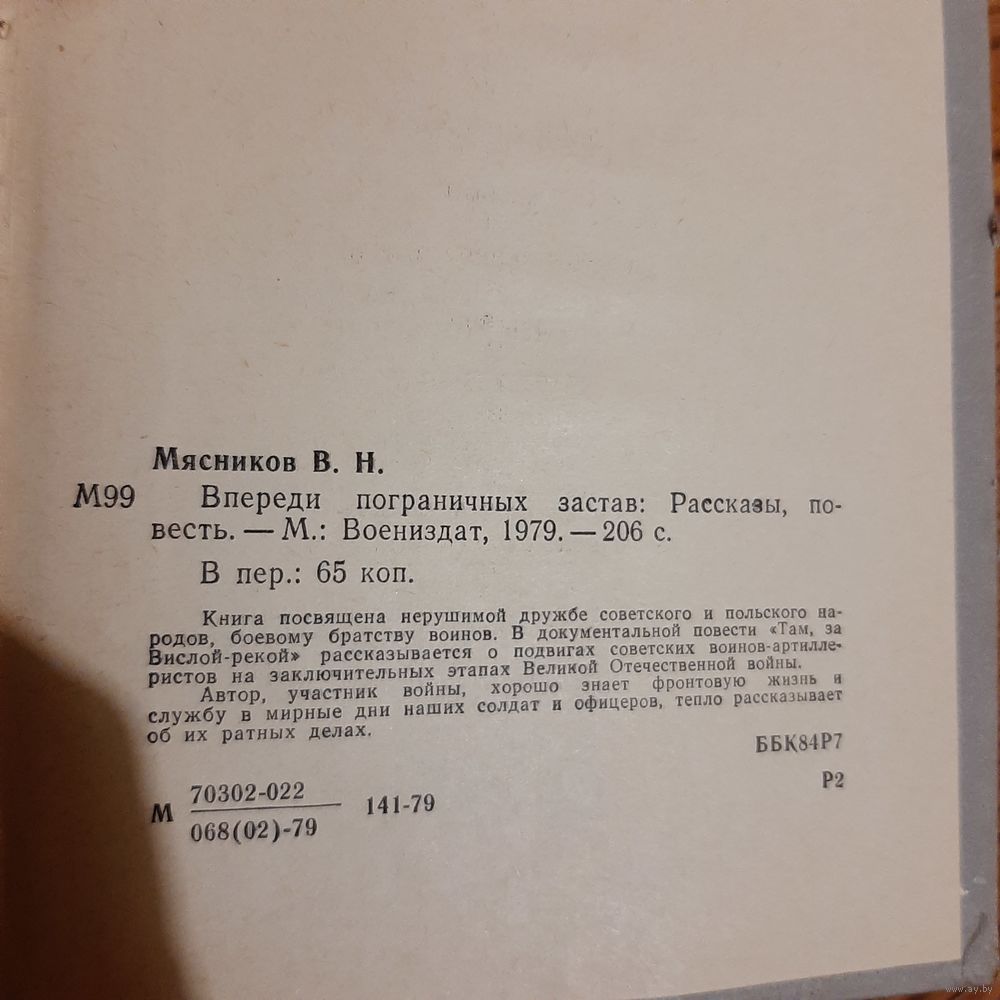 Мясников В. Н.
М99 Впереди пограничных застав: Рассказы, по-
весть. — М.: Воениздат, 1979. — 206 с.
В пер.: 65 коп.
Книга посвящена нерушимой дружбе советского и польского на-
родов, боевому братству воинов. В документальной повести «Там, за
Вислой-рекой» рассказывается о подвигах советских воинов-артилле-
ристов на заключительных этапах Великой Отечественной войны.
Автор, участник войны, хорошо знает фронтовую жизнь и
службу в мирные дни наших солдат и офицеров, тепло рассказывает
об их ратных делах.
ББК84Р7
Р2
М 70302-022
068(02)-79
141-79
www.ay.by